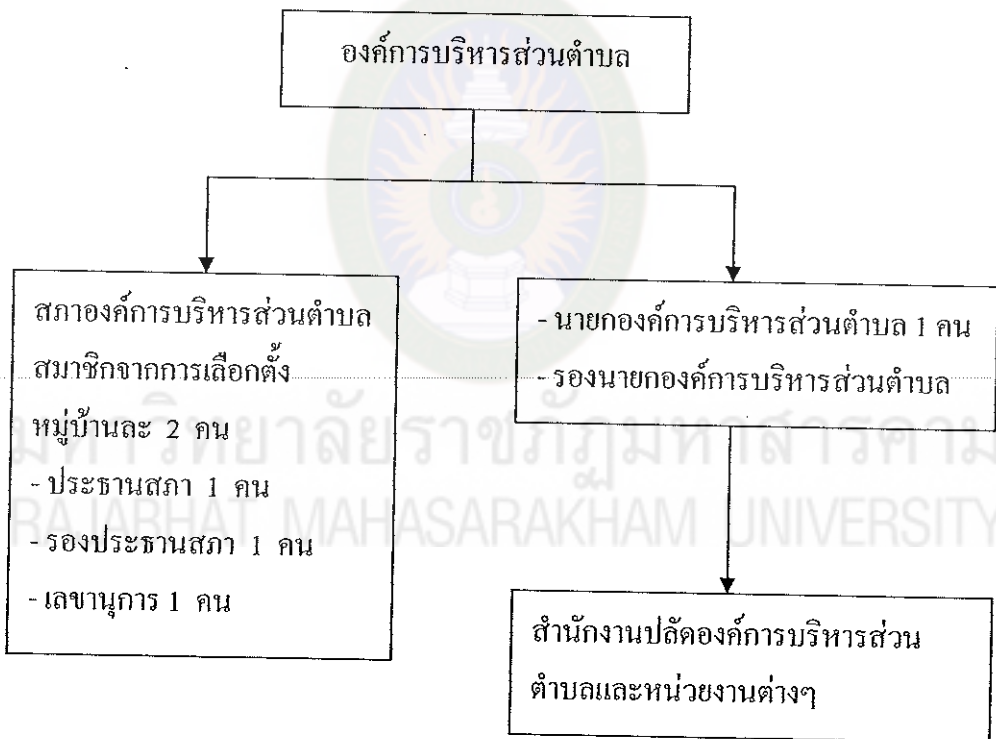 องค์การบริหารส่วนตำบล
สภาองค์การบริหารส่วนตำบล
สมาชิกจากการเลือกตั้ง
หมู่บ้านละ 2 คน
- ประธานสภา 1 คน
- รองประธานสภา 1 คน
- เลขานุการ 1 คน
- นายกองค์การบริหารส่วนตำบล 1 คน
- รองนายกองค์การบริหารส่วนตำบล
สำนักงานปลัดองค์การบริหารส่วน
ตำบลและหน่วยงานต่างๆ
มหาวิทยาลัยราชภัฏมหาสารคาม
RAJABHAT MAHASARAKHAM UNIVERSITY